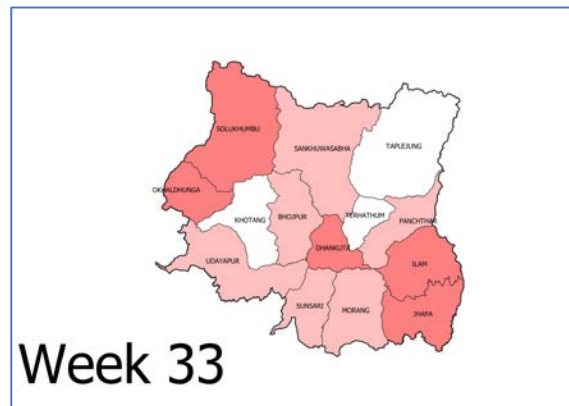 SOLUKHUMBU
TAPLEJUNG
SANKHUWASABHA
OKHALDHUNGA
KHOTANG
BHOJPUR
TERHATHUM
PANCHTHAR
DHANKUTA
UDAYAPUR
ILAM
SUNSARI
MORANG
JHAPA
Week 33